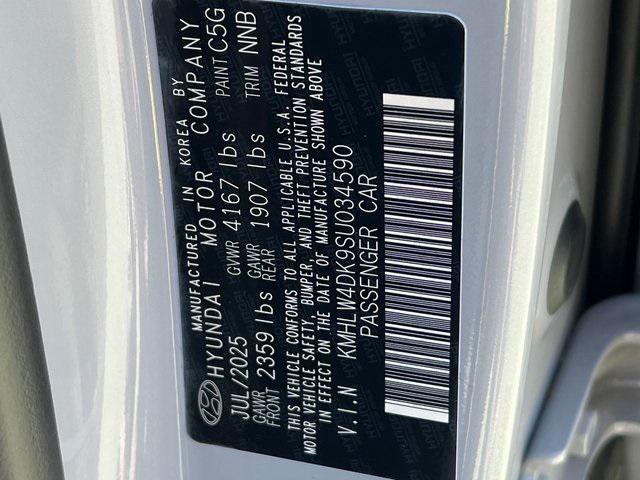 MANUFACTURED IN KOREA BY
HYUNDAI MOTOR COMPANY
JUL/2025 GVWR 4167 lbs PAINT C5G
GAWR FRONT 2359 lbs GAWR REAR 1907 lbs TRIM NNB
THIS VEHICLE CONFORMS TO ALL APPLICABLE U.S.A. FEDERAL
MOTOR VEHICLE SAFETY, BUMPER, AND THEFT PREVENTION STANDARDS
IN EFFECT ON THE DATE OF MANUFACTURE SHOWN ABOVE
V.I.N KMHLW4DK9SU034590
PASSENGER CAR